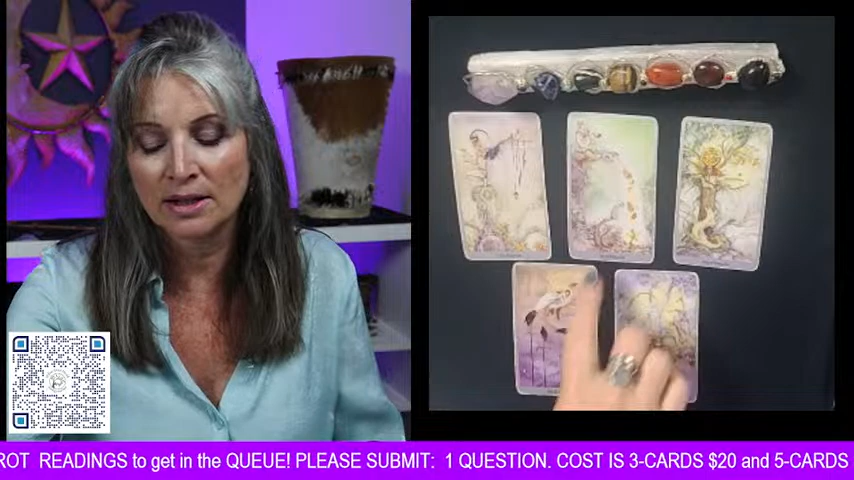 ROT READINGS to get in the QUEUE! PLEASE SUBMIT: 1 QUESTION. COST IS 3-CARDS $20 and 5-CARDS